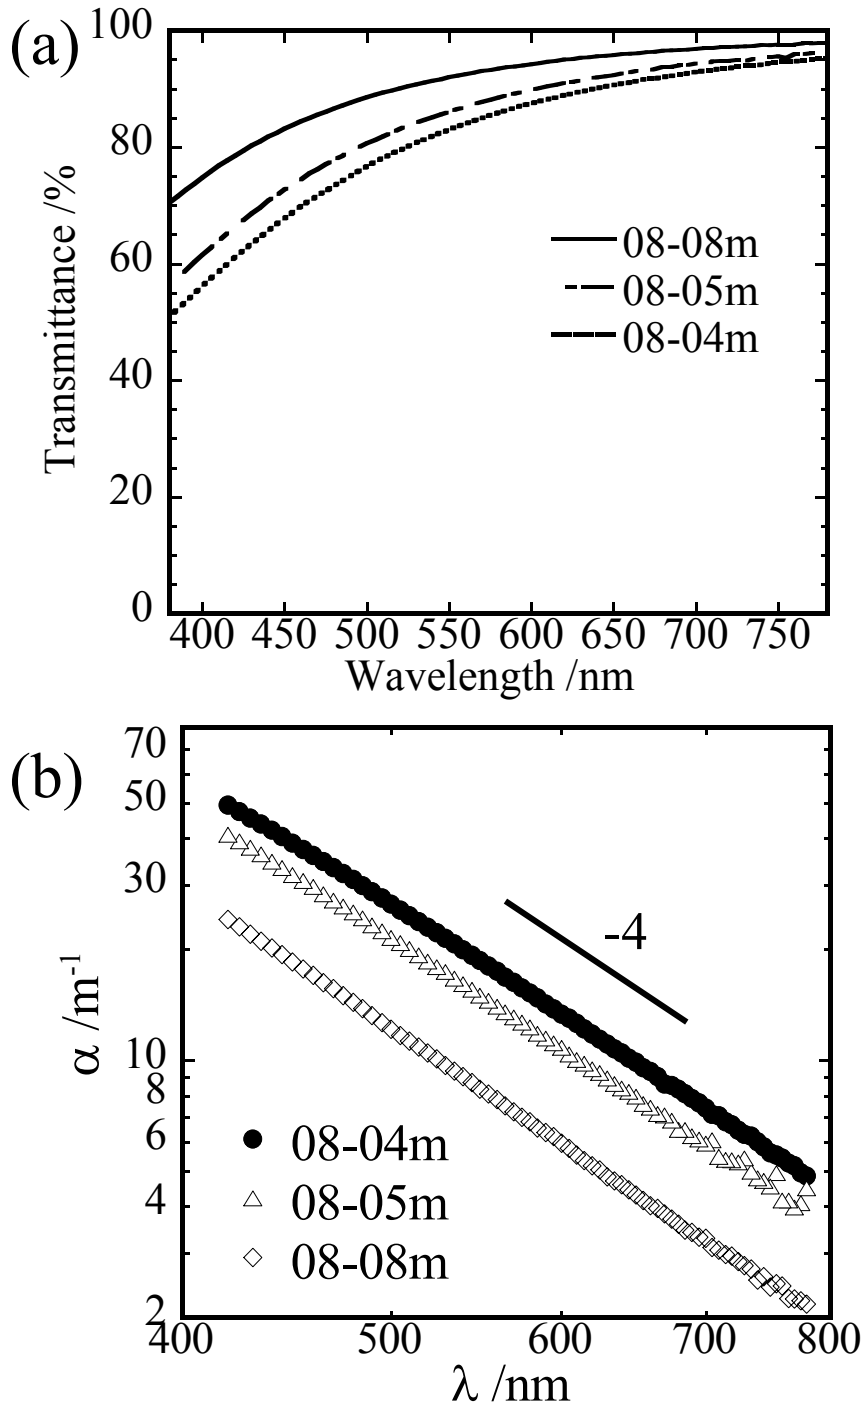 (a)
100
80
60
40
20
0
Transmittance /%
08-08m
08-05m
08-04m
400 450 500 550 600 650 700 750
Wavelength /nm
(b)
70
50
30
10
8
6
4
2
α /m⁻¹
-4
08-04m
08-05m
08-08m
400 500 600 700 800
λ /nm